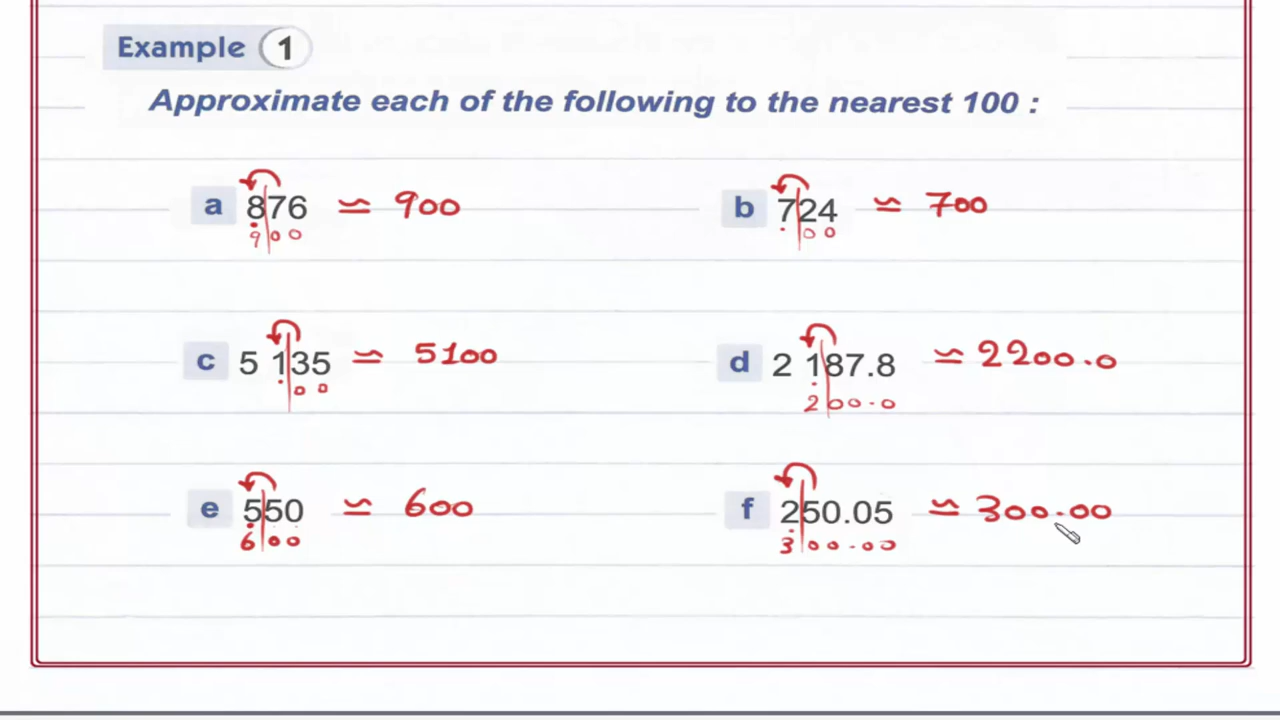 Example 1
Approximate each of the following to the nearest 100 :
a 876 ≃ 900 b 724 ≃ 700
900 00
c 5 135 ≃ 5100 d 2 187.8 ≃ 2200.0
00 200.0
e 550 ≃ 600 f 250.05 ≃ 300.00
600 300.00